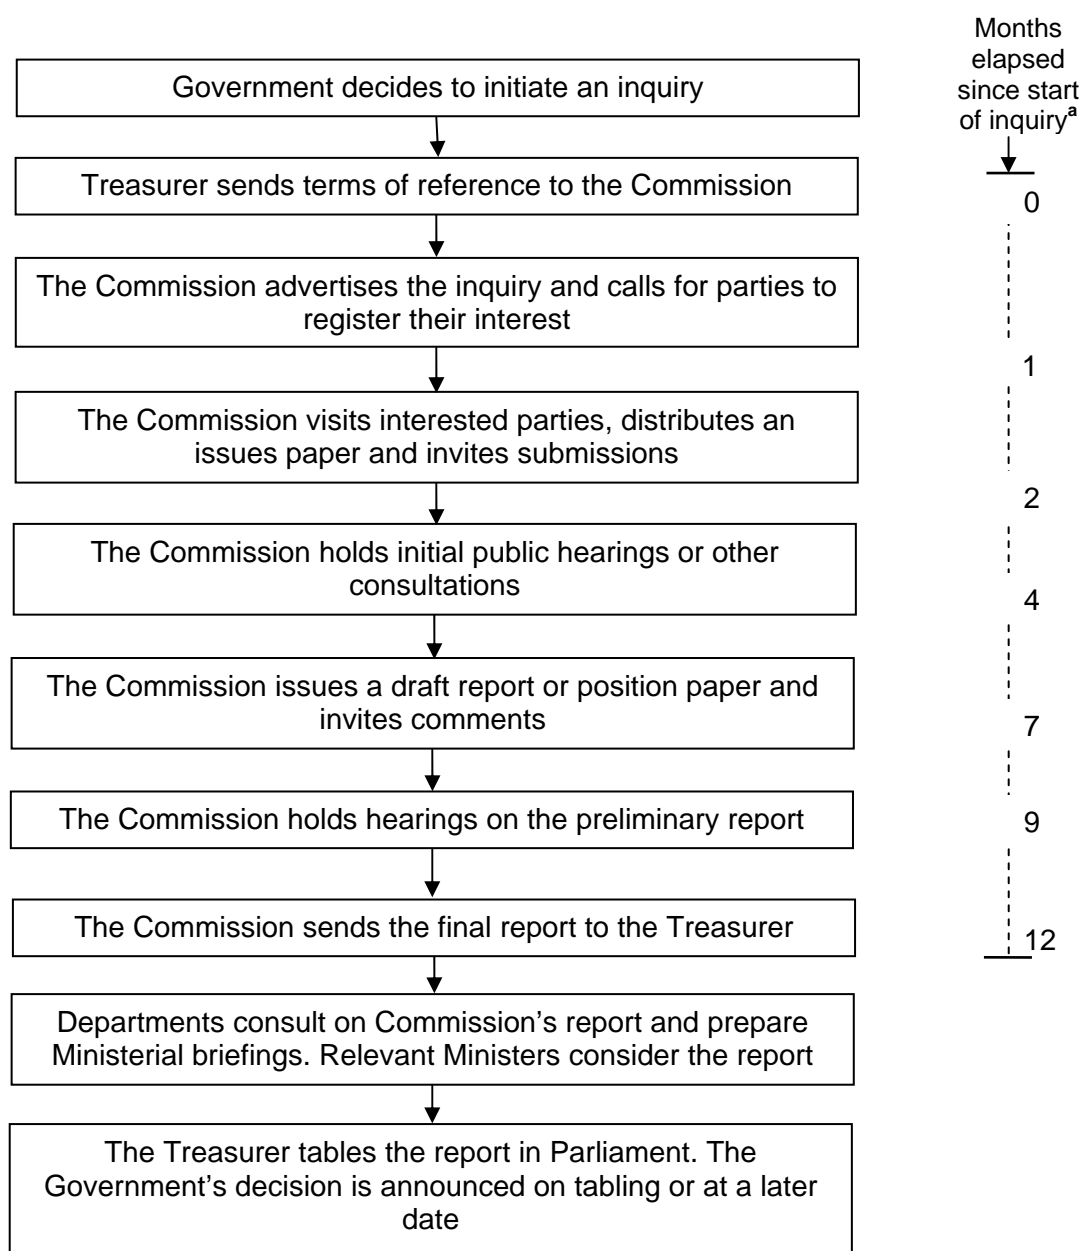 Months
elapsed
since start
of inquiryᵃ
Government decides to initiate an inquiry
Treasurer sends terms of reference to the Commission
0
The Commission advertises the inquiry and calls for parties to
register their interest
1
The Commission visits interested parties, distributes an
issues paper and invites submissions
2
The Commission holds initial public hearings or other
consultations
4
The Commission issues a draft report or position paper and
invites comments
7
The Commission holds hearings on the preliminary report
9
The Commission sends the final report to the Treasurer
12
Departments consult on Commission’s report and prepare
Ministerial briefings. Relevant Ministers consider the report
The Treasurer tables the report in Parliament. The
Government’s decision is announced on tabling or at a later
date